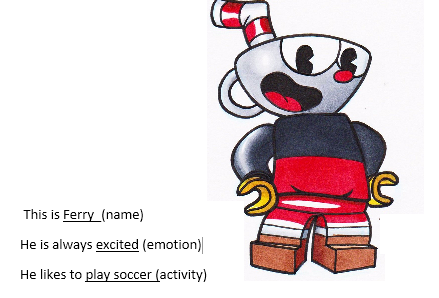 This is Ferry (name)
He is always excited (emotion)
He likes to play soccer (activity)